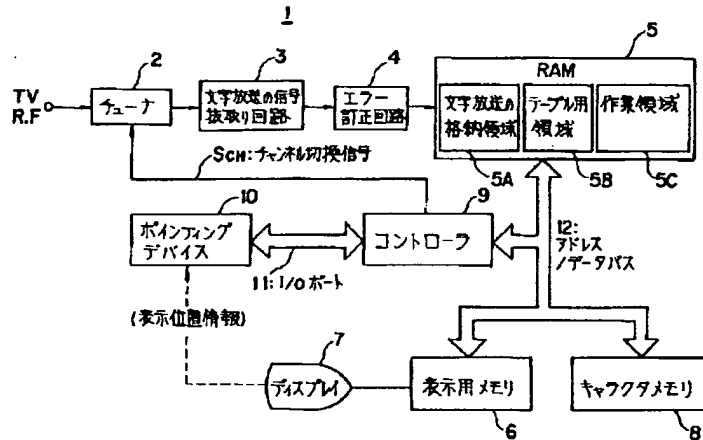 1
2
3
4
5
TV
R.F
チューナ
文字放送の信号
抜取り回路
エラー
訂正回路
RAM
文字放送の
格納領域
テーブル用
領域
作業領域
5A
5B
5C
SCH:チャンネル切換信号
10
9
ポインティング
デバイス
コントローラ
11:I/Oポート
12:
アドレス
/データバス
(表示位置情報)
7
ディスプレイ
表示用メモリ
キャラクタメモリ
6
8